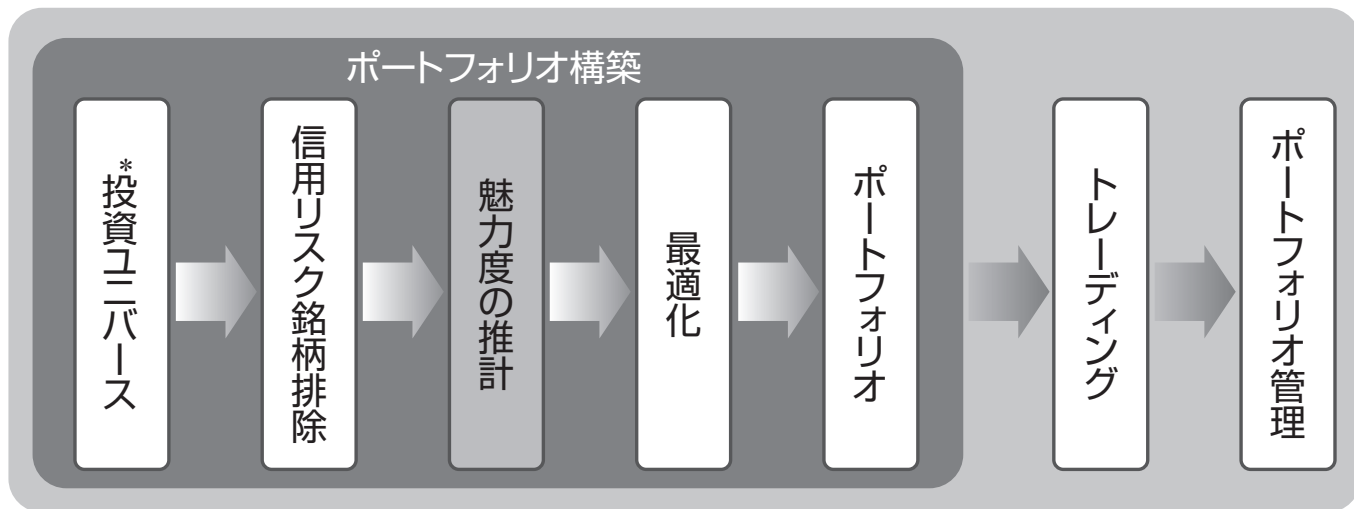 ポートフォリオ構築
*投資ユニバース
信用リスク銘柄排除
魅力度の推計
最適化
ポートフォリオ
トレーディング
ポートフォリオ管理